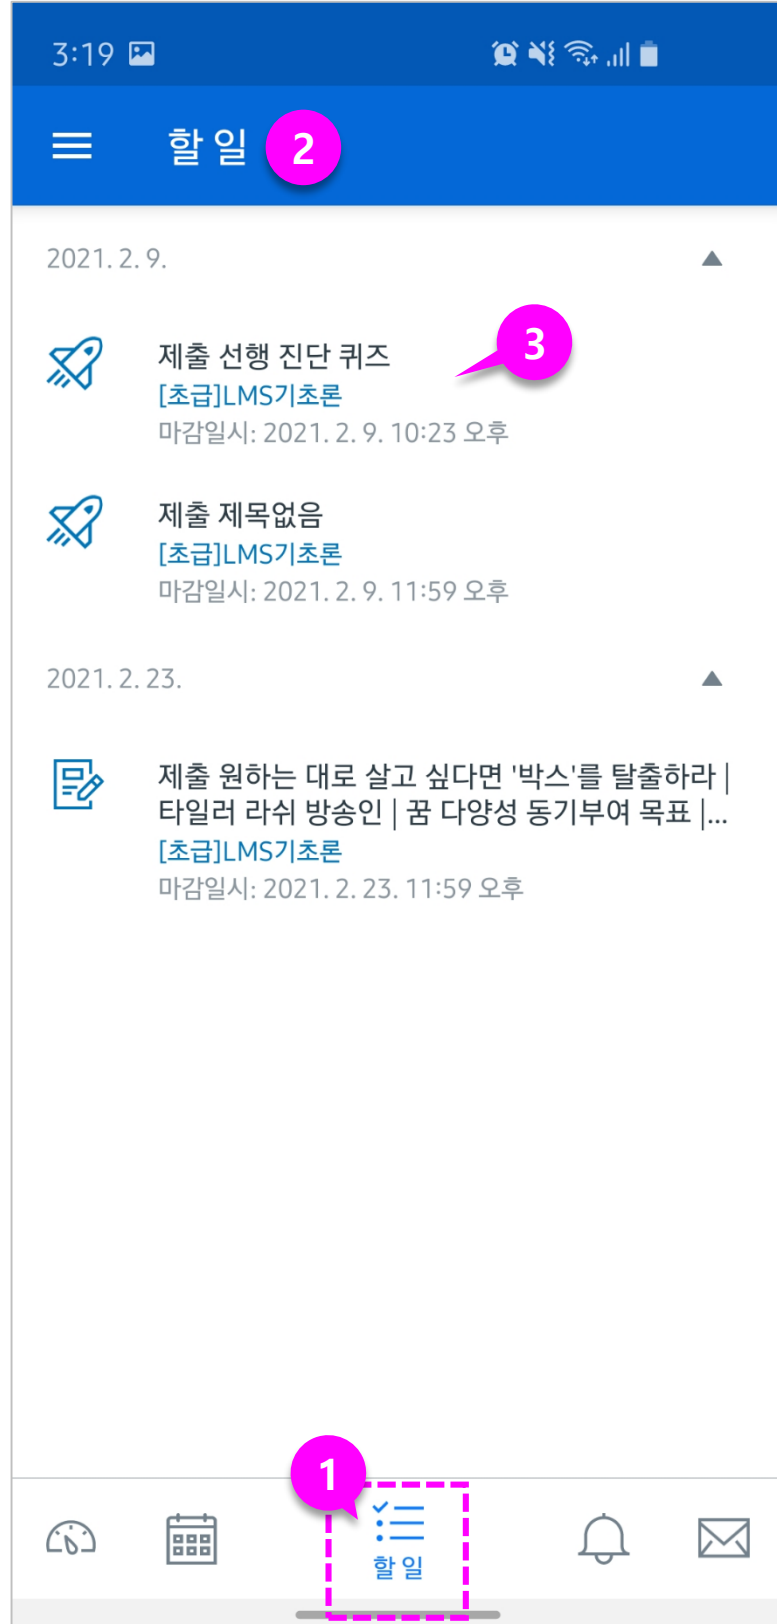 3:19
할 일
2
2021. 2. 9.
제출 선행 진단 퀴즈
3
[초급]LMS기초론
마감일시: 2021. 2. 9. 10:23 오후
제출 제목없음
[초급]LMS기초론
마감일시: 2021. 2. 9. 11:59 오후
2021. 2. 23.
제출 원하는 대로 살고 싶다면 '박스'를 탈출하라 |
타일러 라쉬 방송인 | 꿈 다양성 동기부여 목표 |...
[초급]LMS기초론
마감일시: 2021. 2. 23. 11:59 오후
1
할 일